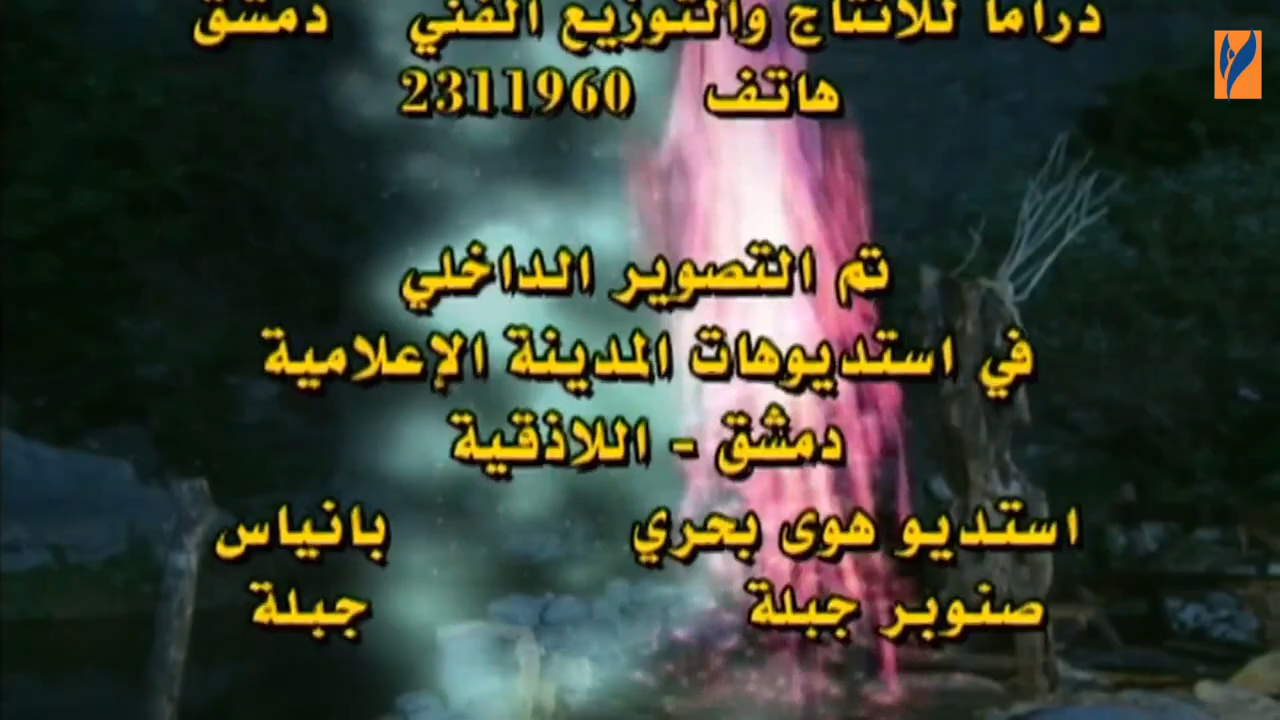 دراما للانتاج والتوزيع الفني دمشق
هاتف 2311960
تم التصوير الداخلي
في استديوهات المدينة الإعلامية
دمشق - اللاذقية
استديو هوى بحري بانياس
صنوبر جبلة جبلة